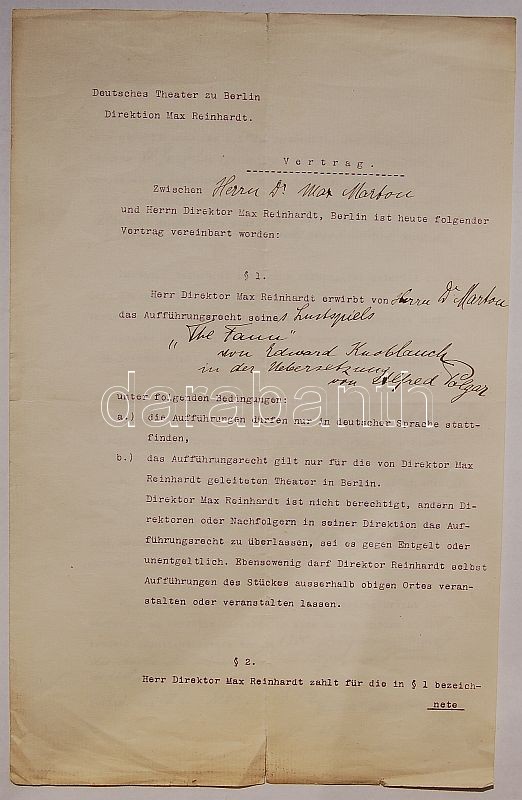 Deutsches Theater zu Berlin
Direktion Max Reinhardt.
Vertrag.
Zwischen Herrn Dr Max Marton
und Herrn Direktor Max Reinhardt, Berlin ist heute folgender
Vertrag vereinbart worden:
§ 1.
Herr Direktor Max Reinhardt erwirbt von Herrn Dr Marton
das Aufführungsrecht seines Lustspiels
„The Faun"
von Edward Knoblauch
in der Uebersetzung
von Alfred Polgar
unter folgenden Bedingungen:
a.) die Aufführungen dürfen nur in deutscher Sprache statt-
finden,
b.) das Aufführungsrecht gilt nur für die von Direktor Max
Reinhardt geleiteten Theater in Berlin.
Direktor Max Reinhardt ist nicht berechtigt, andern Di-
rektoren oder Nachfolgern in seiner Direktion das Auf-
führungsrecht zu überlassen, sei es gegen Entgelt oder
unentgeltlich. Ebensowenig darf Direktor Reinhardt selbst
Aufführungen des Stückes ausserhalb obigen Ortes veran-
stalten oder veranstalten lassen.
§ 2.
Herr Direktor Max Reinhardt zahlt für die in § 1 bezeich-
nete
darabanth